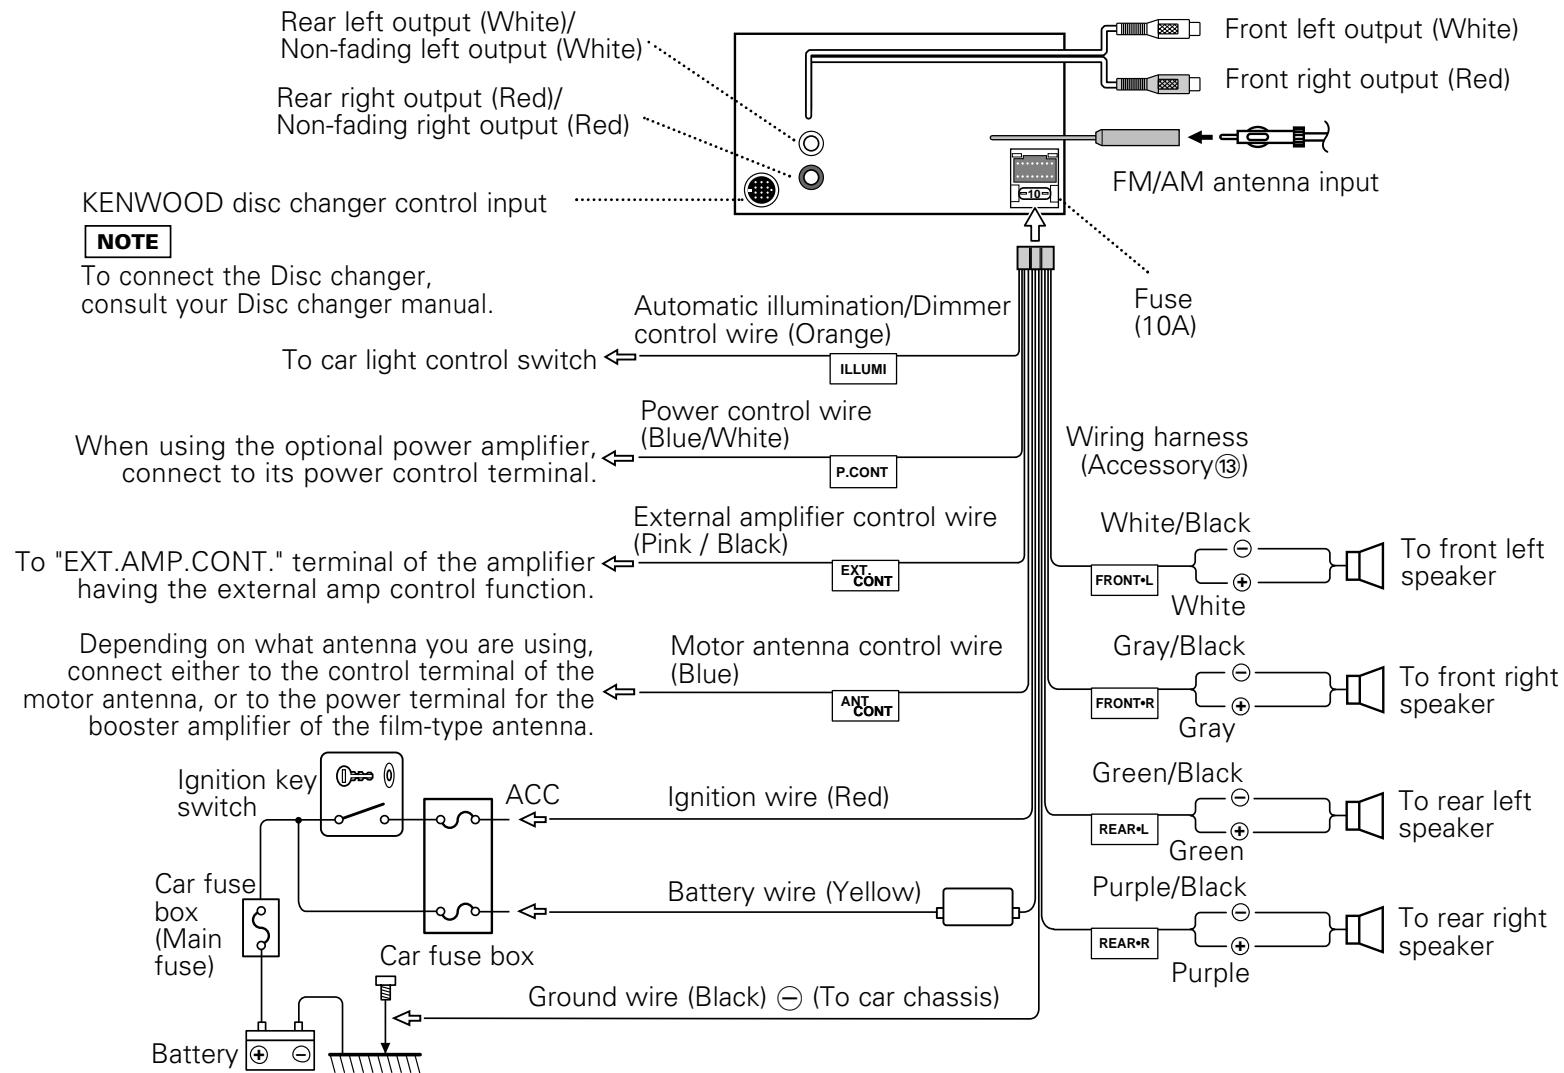 Rear left output (White)/
Non-fading left output (White)
Rear right output (Red)/
Non-fading right output (Red)
KENWOOD disc changer control input
NOTE
To connect the Disc changer,
consult your Disc changer manual.
Front left output (White)
Front right output (Red)
FM/AM antenna input
10
Fuse
(10A)
Automatic illumination/Dimmer
control wire (Orange)
To car light control switch
ILLUMI
Power control wire
(Blue/White)
When using the optional power amplifier,
connect to its power control terminal.
P.CONT
External amplifier control wire
(Pink / Black)
To "EXT.AMP.CONT." terminal of the amplifier
having the external amp control function.
EXT.
CONT
Depending on what antenna you are using,
connect either to the control terminal of the
motor antenna, or to the power terminal for the
booster amplifier of the film-type antenna.
Motor antenna control wire
(Blue)
ANT
CONT
Ignition key
switch
ACC
Ignition wire (Red)
Car fuse
box
(Main
fuse)
Battery wire (Yellow)
Car fuse box
Ground wire (Black) ⊖ (To car chassis)
Battery
⊕ ⊖
Wiring harness
(Accessory⑬)
White/Black
⊖
FRONT•L
⊕
White
To front left
speaker
Gray/Black
⊖
FRONT•R
⊕
Gray
To front right
speaker
Green/Black
⊖
REAR•L
⊕
Green
To rear left
speaker
Purple/Black
⊖
REAR•R
⊕
Purple
To rear right
speaker